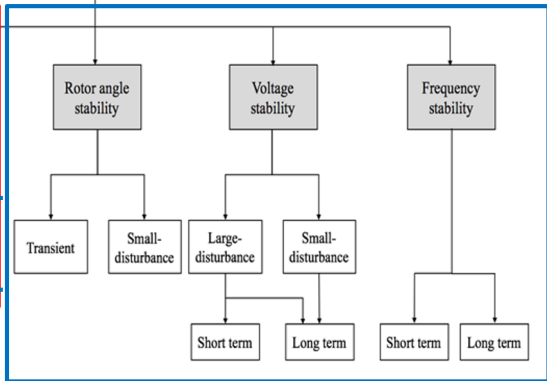 Rotor angle
stability
Voltage
stability
Frequency
stability
Transient
Small-
disturbance
Large-
disturbance
Small-
disturbance
Short term
Long term
Short term
Long term